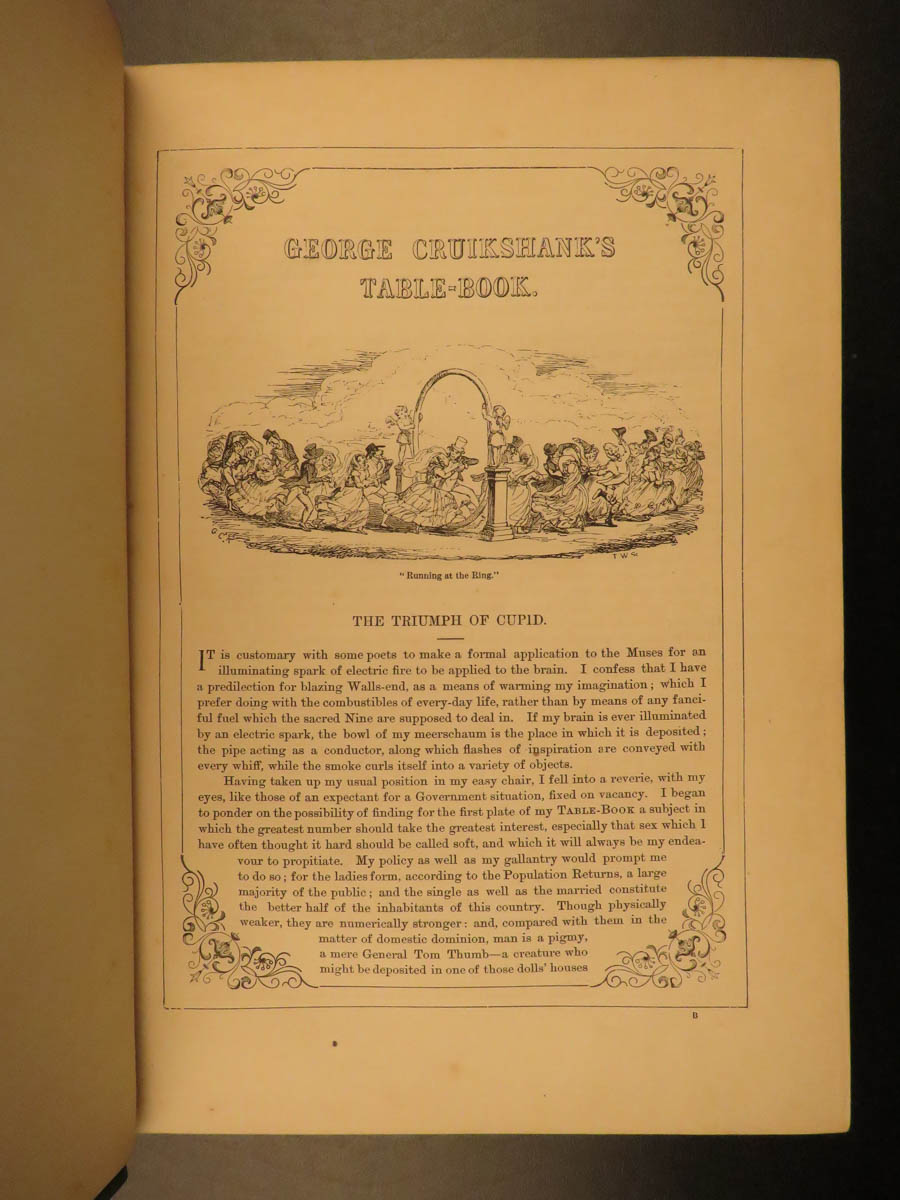 GEORGE CRUIKSHANK'S
TABLE-BOOK.
G. Ck.
T W G
"Running at the Ring."
THE TRIUMPH OF CUPID.
IT is customary with some poets to make a formal application to the Muses for an
illuminating spark of electric fire to be applied to the brain. I confess that I have
a predilection for blazing Walls-end, as a means of warming my imagination; which I
prefer doing with the combustibles of every-day life, rather than by means of any fanci-
ful fuel which the sacred Nine are supposed to deal in. If my brain is ever illuminated
by an electric spark, the bowl of my meerschaum is the place in which it is deposited;
the pipe acting as a conductor, along which flashes of inspiration are conveyed with
every whiff, while the smoke curls itself into a variety of objects.
Having taken up my usual position in my easy chair, I fell into a reverie, with my
eyes, like those of an expectant for a Government situation, fixed on vacancy. I began
to ponder on the possibility of finding for the first plate of my TABLE-BOOK a subject in
which the greatest number should take the greatest interest, especially that sex which I
have often thought it hard should be called soft, and which it will always be my endea-
vour to propitiate. My policy as well as my gallantry would prompt me
to do so; for the ladies form, according to the Population Returns, a large
majority of the public; and the single as well as the married constitute
the better half of the inhabitants of this country. Though physically
weaker, they are numerically stronger: and, compared with them in the
matter of domestic dominion, man is a pigmy,
a mere General Tom Thumb—a creature who
might be deposited in one of those dolls' houses
B